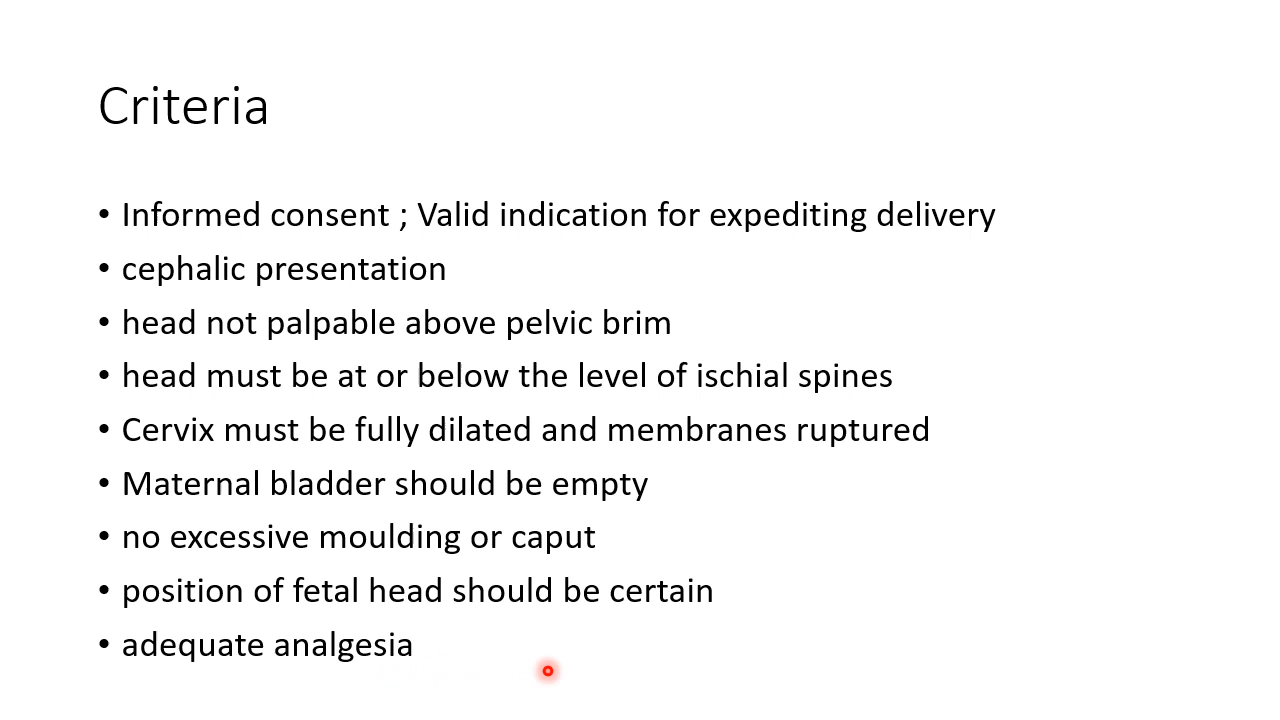 Criteria
• Informed consent ; Valid indication for expediting delivery
• cephalic presentation
• head not palpable above pelvic brim
• head must be at or below the level of ischial spines
• Cervix must be fully dilated and membranes ruptured
• Maternal bladder should be empty
• no excessive moulding or caput
• position of fetal head should be certain
• adequate analgesia